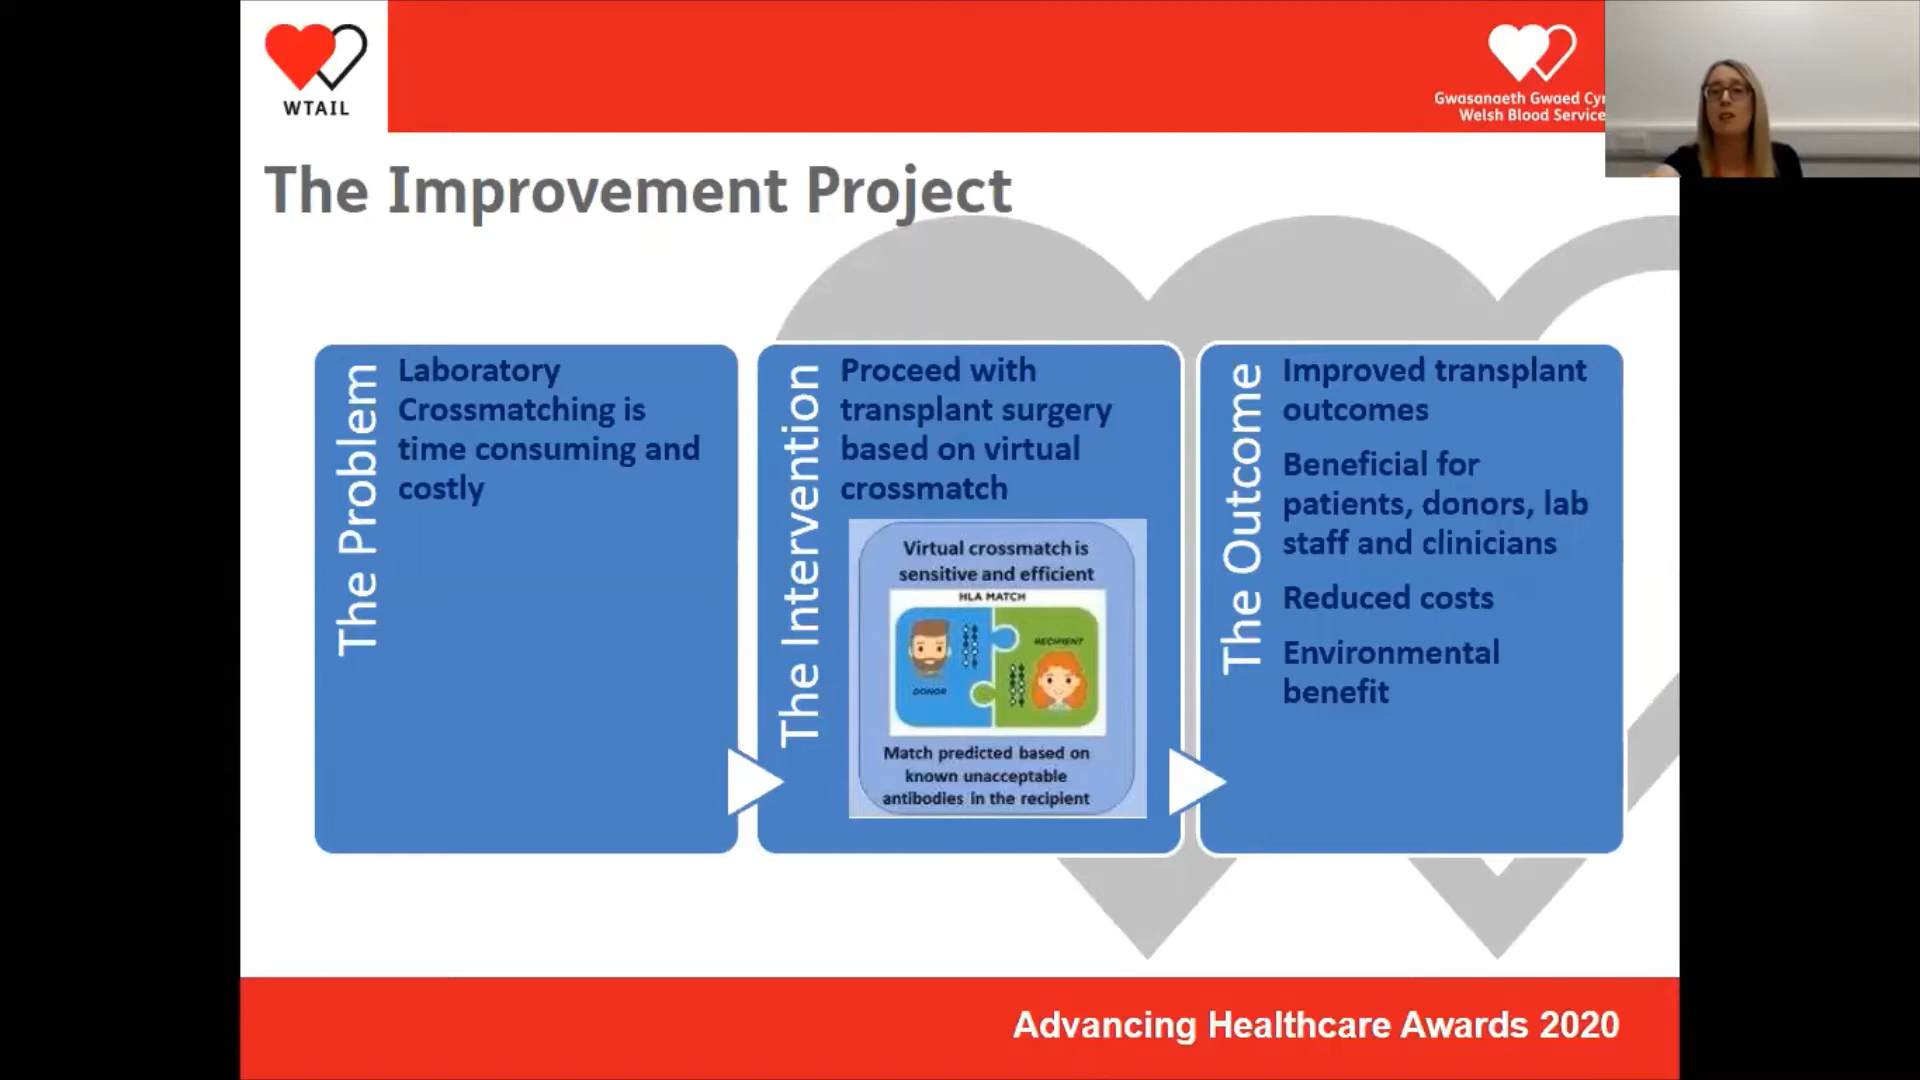 WTAIL
Gwasanaeth Gwaed Cy
Welsh Blood Service
The Improvement Project
The Problem
Laboratory
Crossmatching is
time consuming and
costly
The Intervention
Proceed with
transplant surgery
based on virtual
crossmatch
Virtual crossmatch is
sensitive and efficient
HLA MATCH
DONOR
RECIPIENT
Match predicted based on
known unacceptable
antibodies in the recipient
The Outcome
Improved transplant
outcomes
Beneficial for
patients, donors, lab
staff and clinicians
Reduced costs
Environmental
benefit
Advancing Healthcare Awards 2020